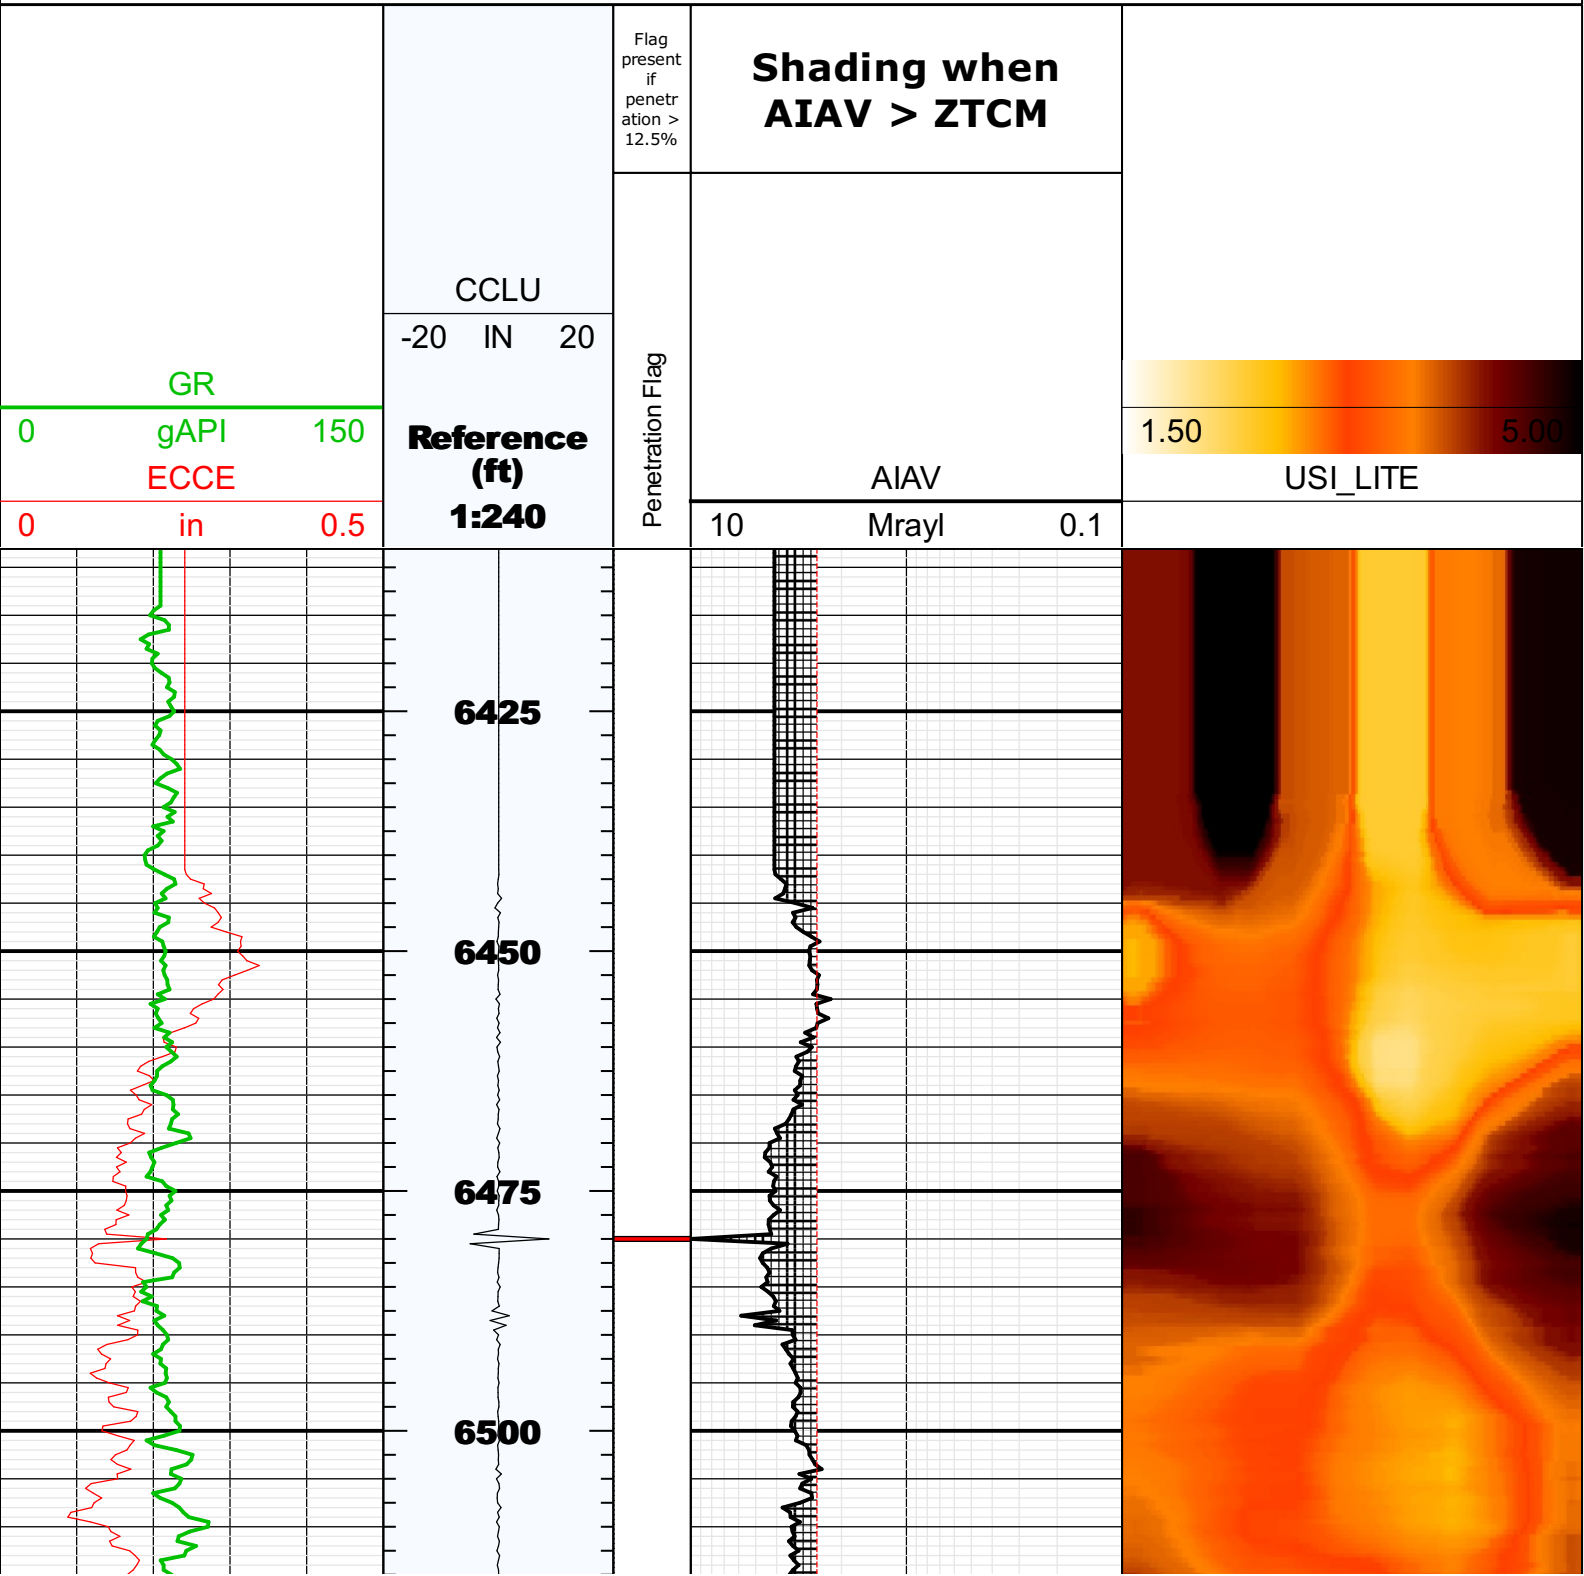 Flag
present
if
penetr
ation >
12.5%
Shading when
AIAV > ZTCM
CCLU
-20 IN 20
GR
0 gAPI 150
ECCE
0 in 0.5
Reference
(ft)
1:240
Penetration Flag
AIAV
10 Mrayl 0.1
1.50 5.00
USI_LITE
6425
6450
6475
6500